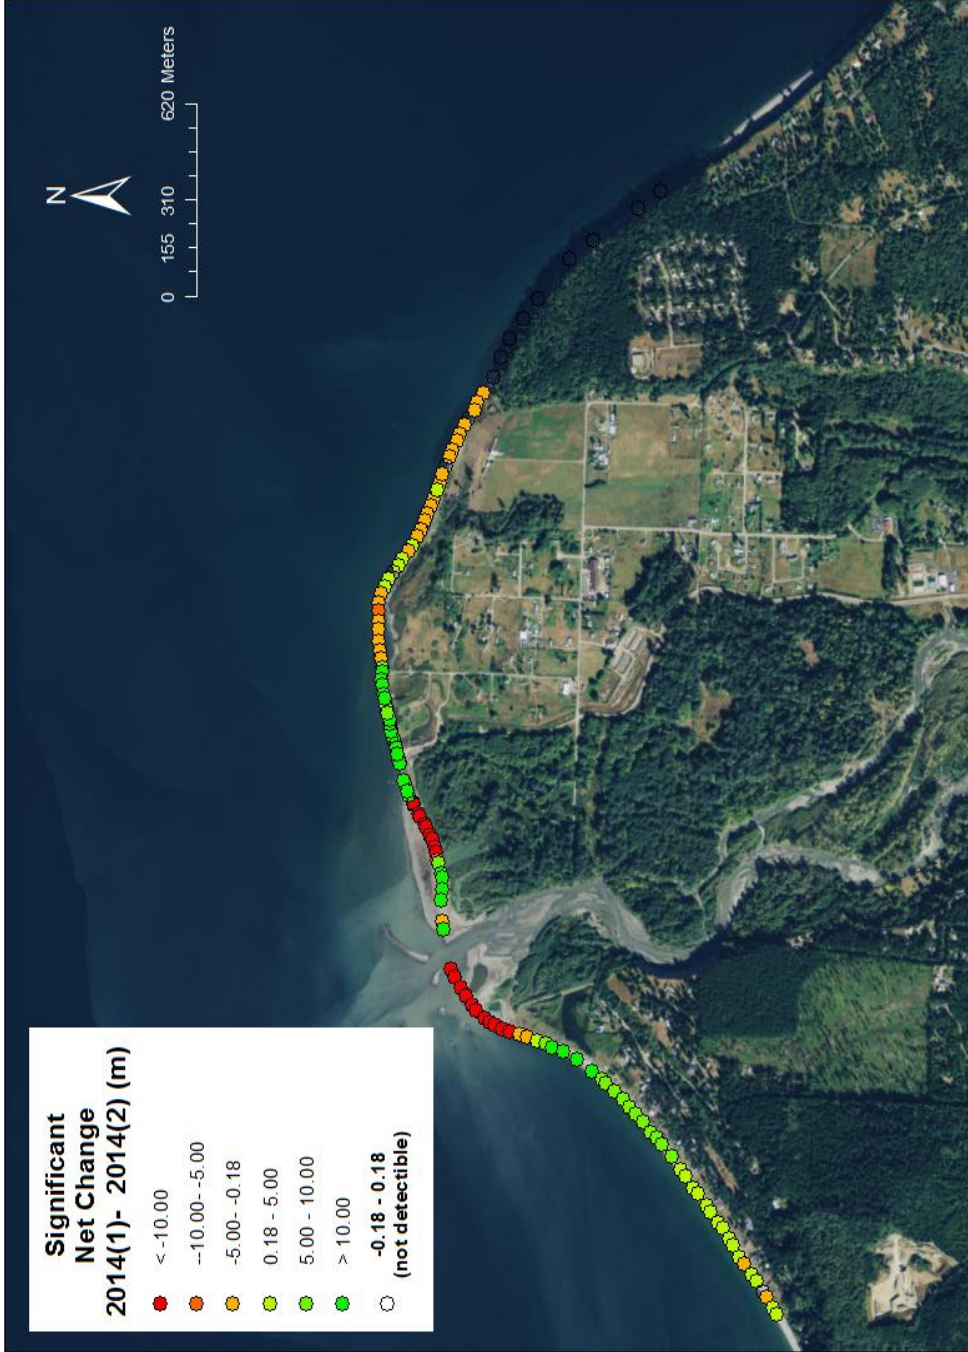 Significant
Net Change
2014(1)- 2014(2) (m)
< -10.00
--10.00--5.00
-5.00--0.18
0.18 - 5.00
5.00 - 10.00
> 10.00
-0.18 - 0.18
(not detectible)
N
0 155 310 620 Meters